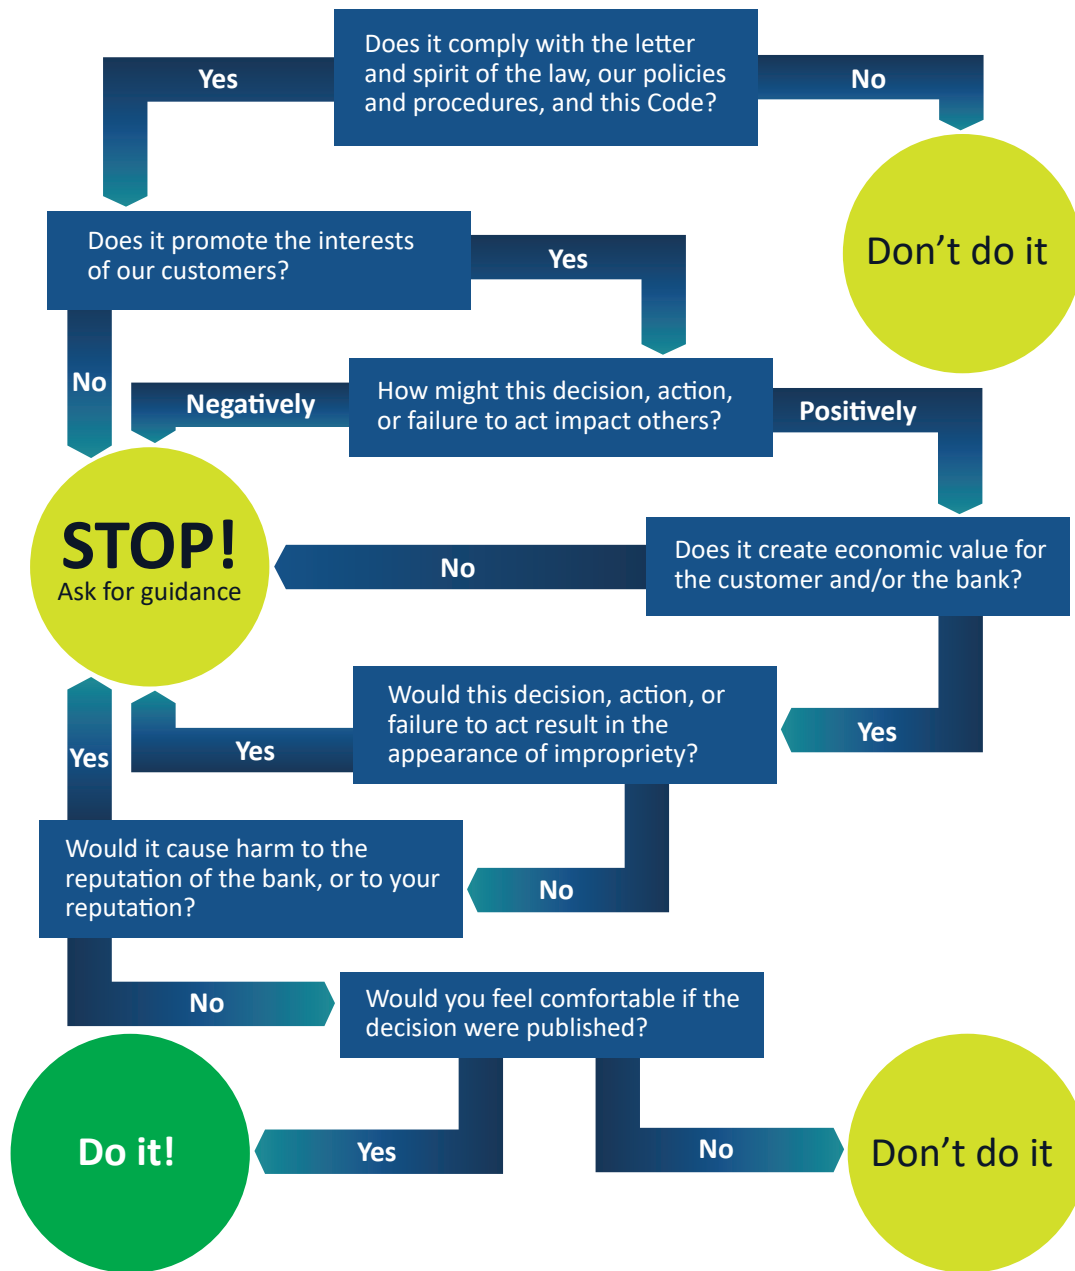 Does it comply with the letter
and spirit of the law, our policies
and procedures, and this Code?
Yes
No
Don’t do it
Does it promote the interests
of our customers?
Yes
No
How might this decision, action,
or failure to act impact others?
Negatively
Positively
STOP!
Ask for guidance
Does it create economic value for
the customer and/or the bank?
No
Yes
Would this decision, action, or
failure to act result in the
appearance of impropriety?
Yes
No
Would it cause harm to the
reputation of the bank, or to your
reputation?
Yes
No
Would you feel comfortable if the
decision were published?
Yes
No
Do it!
Don’t do it